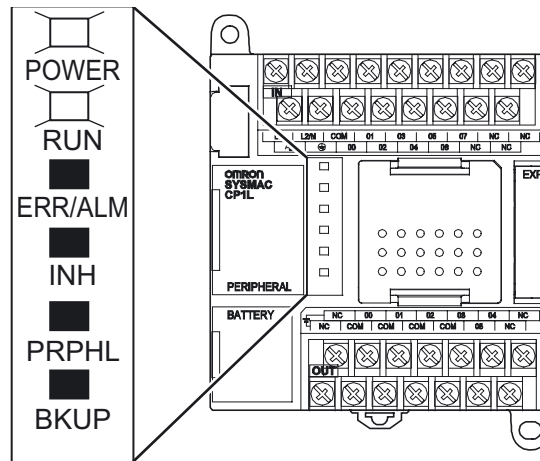 POWER
RUN
ERR/ALM
INH
PRPHL
BKUP
IN
L2/N COM 01 03 05 07 NC NC
00 02 04 06 NC NC
OMRON
SYSMAC
CP1L
EXP
PERIPHERAL
BATTERY
NC 00 01 02 03 04 NC
NC COM COM COM COM 05 NC
OUT